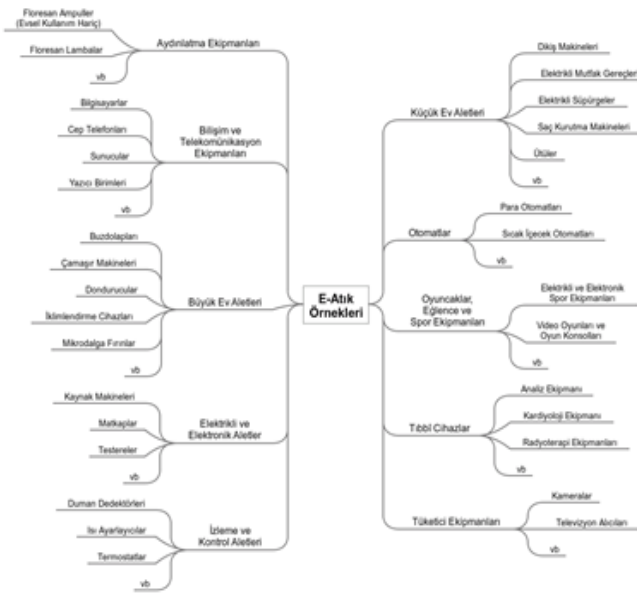 Floresan Ampuller
(Evsel Kullanım Hariç)
Floresan Lambalar
vb
Aydınlatma Ekipmanları
Bilgisayarlar
Cep Telefonları
Sunucular
Yazıcı Birimleri
vb
Bilişim ve
Telekomünikasyon
Ekipmanları
Buzdolapları
Çamaşır Makineleri
Dondurucular
İklimlendirme Cihazları
Mikrodalga Fırınlar
vb
Büyük Ev Aletleri
Kaynak Makineleri
Matkaplar
Testereler
vb
Elektrikli ve
Elektronik Aletler
Duman Dedektörleri
Isı Ayarlayıcılar
Termostatlar
vb
İzleme ve
Kontrol Aletleri
E-Atık
Örnekleri
Küçük Ev Aletleri
Dikiş Makineleri
Elektrikli Mutfak Gereçleri
Elektrikli Süpürgeler
Saç Kurutma Makineleri
Ütüler
vb
Otomatlar
Para Otomatları
Sıcak İçecek Otomatları
vb
Oyuncaklar,
Eğlence ve
Spor Ekipmanları
Elektrikli ve Elektronik
Spor Ekipmanları
Video Oyunları ve
Oyun Konsolları
vb
Tıbbî Cihazlar
Analiz Ekipmanı
Kardiyoloji Ekipmanı
Radyoterapi Ekipmanları
vb
Tüketici Ekipmanları
Kameralar
Televizyon Alıcıları
vb